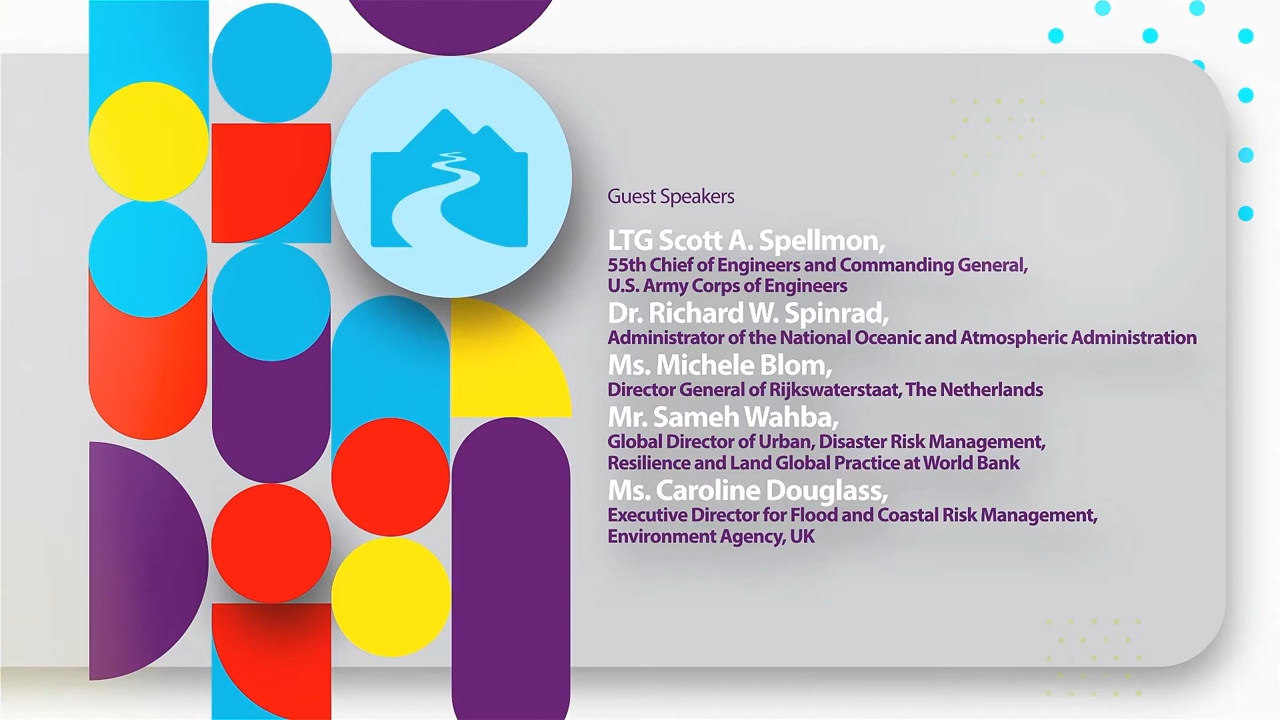 Guest Speakers
LTG Scott A. Spellmon,
55th Chief of Engineers and Commanding General,
U.S. Army Corps of Engineers
Dr. Richard W. Spinrad,
Administrator of the National Oceanic and Atmospheric Administration
Ms. Michele Blom,
Director General of Rijkswaterstaat, The Netherlands
Mr. Sameh Wahba,
Global Director of Urban, Disaster Risk Management,
Resilience and Land Global Practice at World Bank
Ms. Caroline Douglass,
Executive Director for Flood and Coastal Risk Management,
Environment Agency, UK